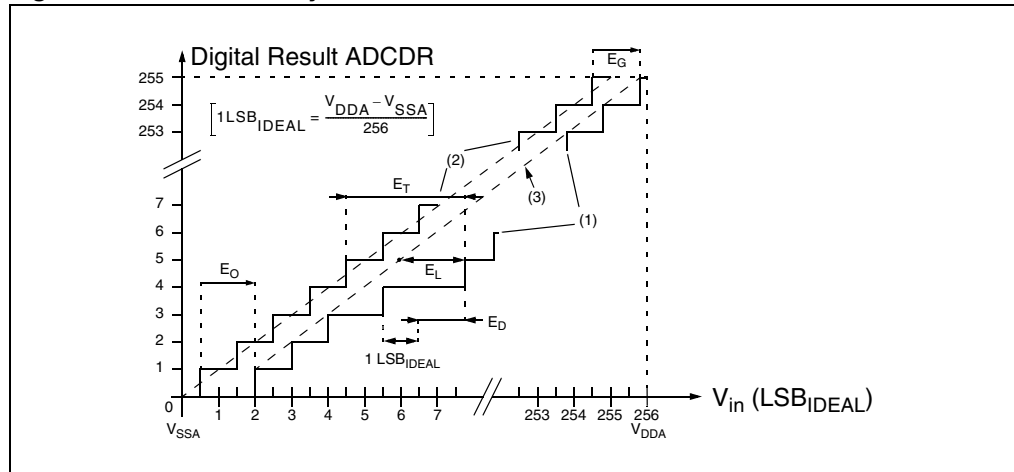 Digital Result ADCDR
E_G
255
254
253
1LSB_IDEAL = V_DDA – V_SSA / 256
(2)
E_T
(3)
(1)
7
6
5
4
3
2
1
E_O
E_L
E_D
1 LSB_IDEAL
0
1 2 3 4 5 6 7 253 254 255 256
V_in (LSB_IDEAL)
V_SSA
V_DDA